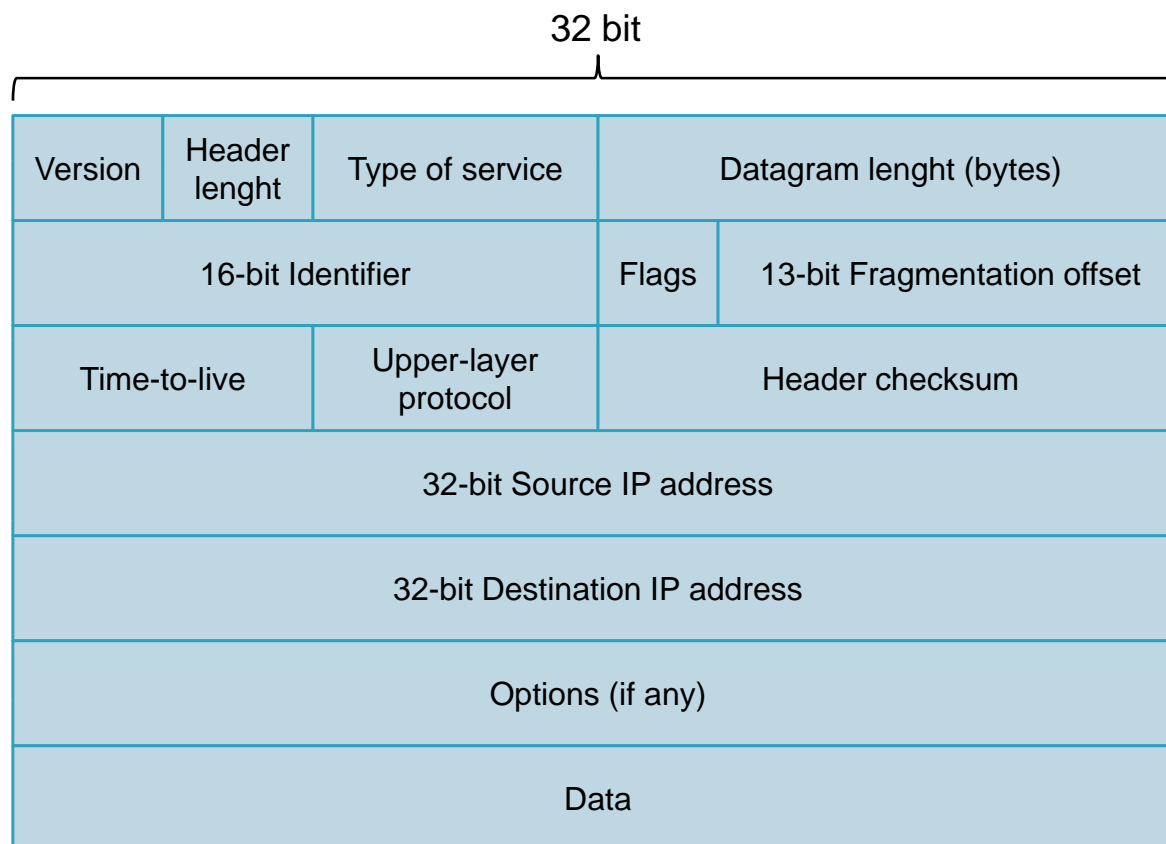 32 bit
Version
Header
lenght
Type of service
Datagram lenght (bytes)
16-bit Identifier
Flags
13-bit Fragmentation offset
Time-to-live
Upper-layer
protocol
Header checksum
32-bit Source IP address
32-bit Destination IP address
Options (if any)
Data